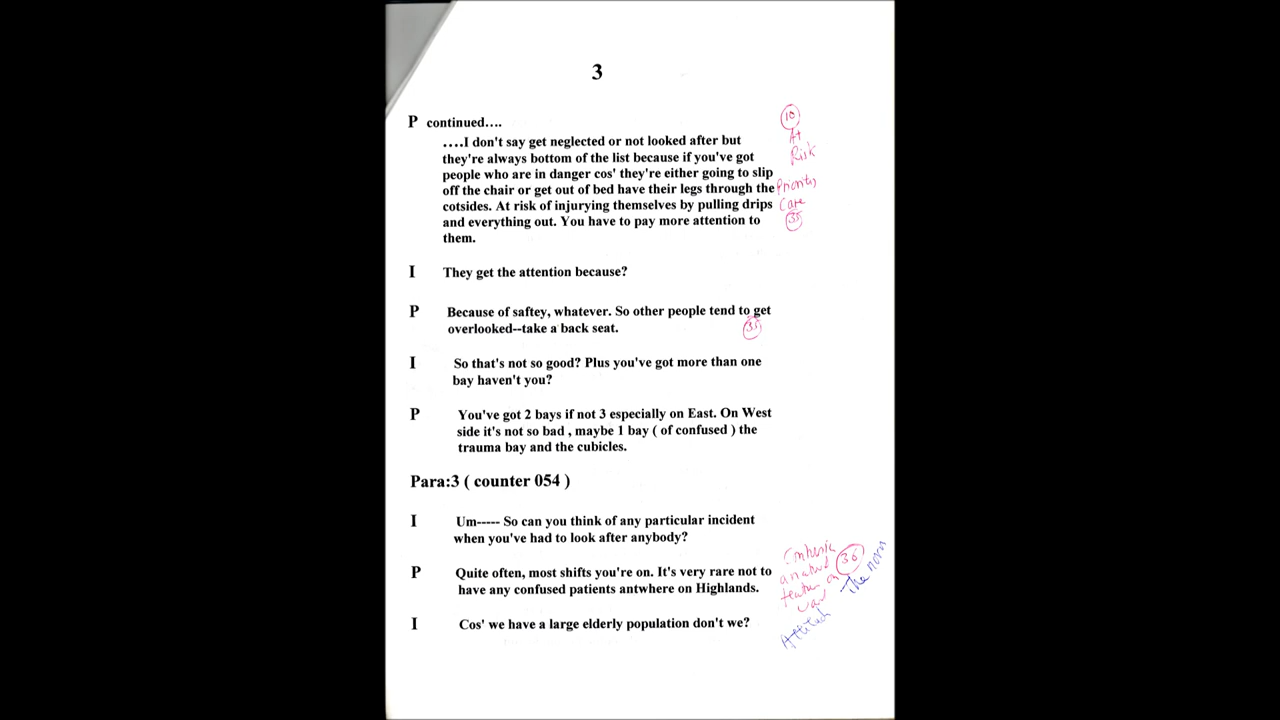 3
P continued....
....I don't say get neglected or not looked after but
they're always bottom of the list because if you've got
people who are in danger cos' they're either going to slip
off the chair or get out of bed have their legs through the
cotsides. At risk of injurying themselves by pulling drips
and everything out. You have to pay more attention to
them.
10
At
Risk
Priority
Care
35
I They get the attention because?
P Because of saftey, whatever. So other people tend to get
overlooked--take a back seat.
35
I So that's not so good? Plus you've got more than one
bay haven't you?
P You've got 2 bays if not 3 especially on East. On West
side it's not so bad , maybe 1 bay ( of confused ) the
trauma bay and the cubicles.
Para:3 ( counter 054 )
I Um----- So can you think of any particular incident
when you've had to look after anybody?
P Quite often, most shifts you're on. It's very rare not to
have any confused patients antwhere on Highlands.
36
The norm
I Cos' we have a large elderly population don't we?